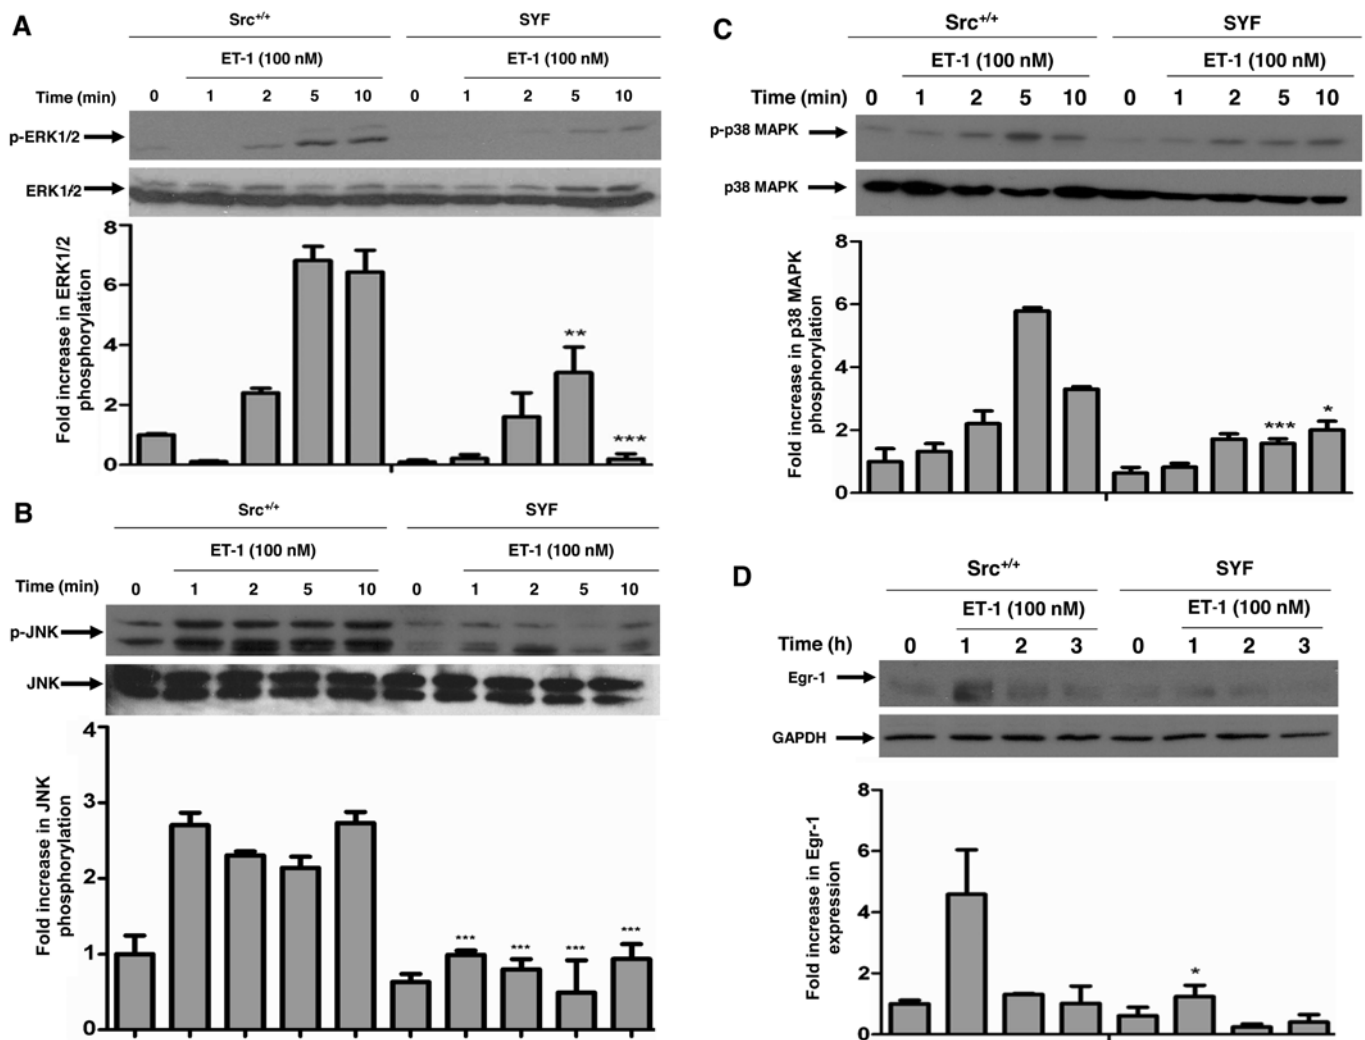 A
Src+/+ SYF
ET-1 (100 nM) ET-1 (100 nM)
Time (min) 0 1 2 5 10 0 1 2 5 10
p-ERK1/2
ERK1/2
Fold increase in ERK1/2
phosphorylation
8
6
4
2
0
**
***
B
Src+/+ SYF
ET-1 (100 nM) ET-1 (100 nM)
Time (min) 0 1 2 5 10 0 1 2 5 10
p-JNK
JNK
Fold increase in JNK
phosphorylation
4
3
2
1
0
*** *** *** ***
C
Src+/+ SYF
ET-1 (100 nM) ET-1 (100 nM)
Time (min) 0 1 2 5 10 0 1 2 5 10
p-p38 MAPK
p38 MAPK
Fold increase in p38 MAPK
phosphorylation
8
6
4
2
0
*** *
D
Src+/+ SYF
ET-1 (100 nM) ET-1 (100 nM)
Time (h) 0 1 2 3 0 1 2 3
Egr-1
GAPDH
Fold increase in Egr-1
expression
8
6
4
2
0
*